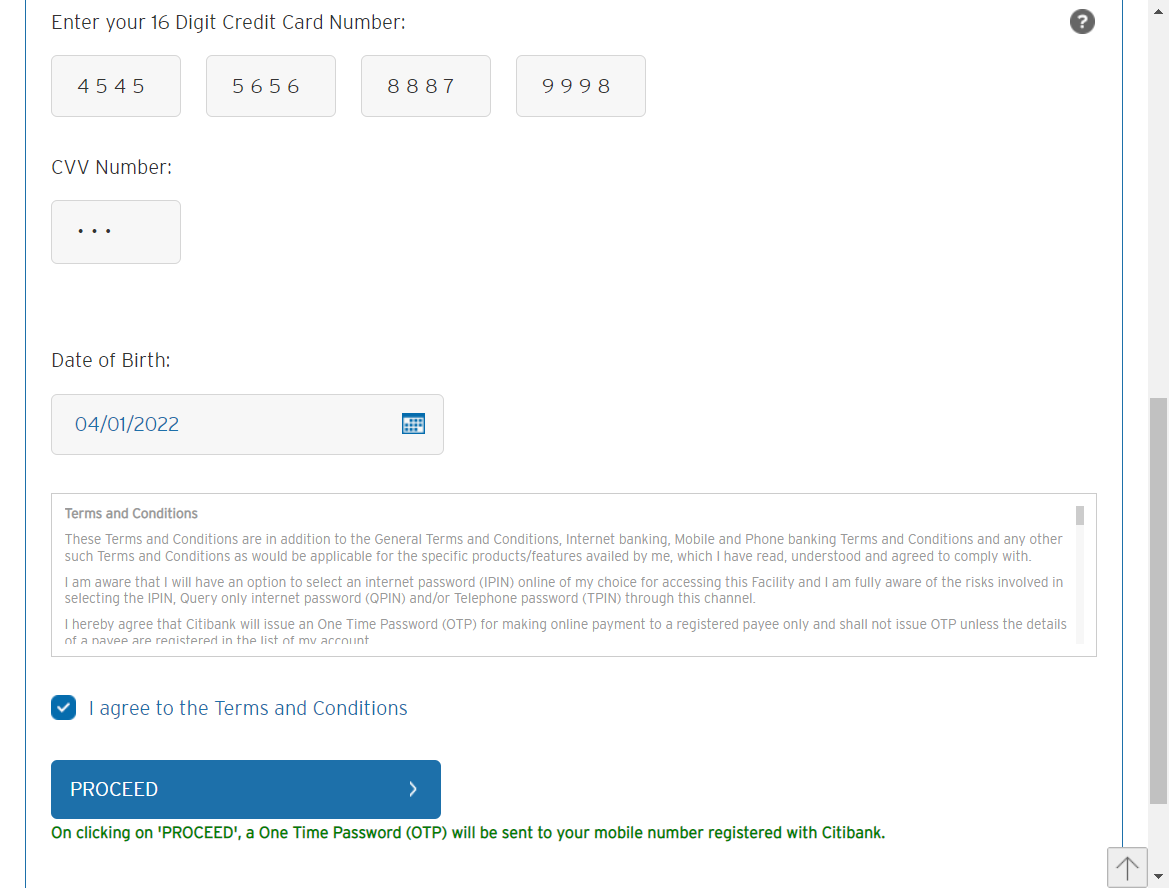 Enter your 16 Digit Credit Card Number:
?
4545 5656 8887 9998
CVV Number:
•••
Date of Birth:
04/01/2022
Terms and Conditions
These Terms and Conditions are in addition to the General Terms and Conditions, Internet banking, Mobile and Phone banking Terms and Conditions and any other
such Terms and Conditions as would be applicable for the specific products/features availed by me, which I have read, understood and agreed to comply with.
I am aware that I will have an option to select an internet password (IPIN) online of my choice for accessing this Facility and I am fully aware of the risks involved in
selecting the IPIN, Query only internet password (QPIN) and/or Telephone password (TPIN) through this channel.
I hereby agree that Citibank will issue an One Time Password (OTP) for making online payment to a registered payee only and shall not issue OTP unless the details
of a payee are registered in the list of my account
I agree to the Terms and Conditions
PROCEED
On clicking on 'PROCEED', a One Time Password (OTP) will be sent to your mobile number registered with Citibank.